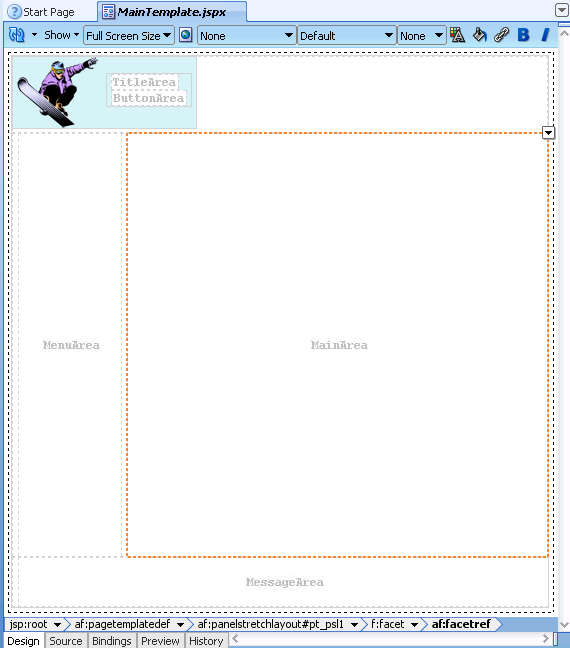 Start Page MainTemplate.jspx
Show Full Screen Size None Default None A B I
TitleArea
ButtonArea
MenuArea MainArea
MessageArea
jsp:root af:pagetemplatedef af:panelstretchlayout#pt_psl1 f:facet af:facetref
Design Source Bindings Preview History